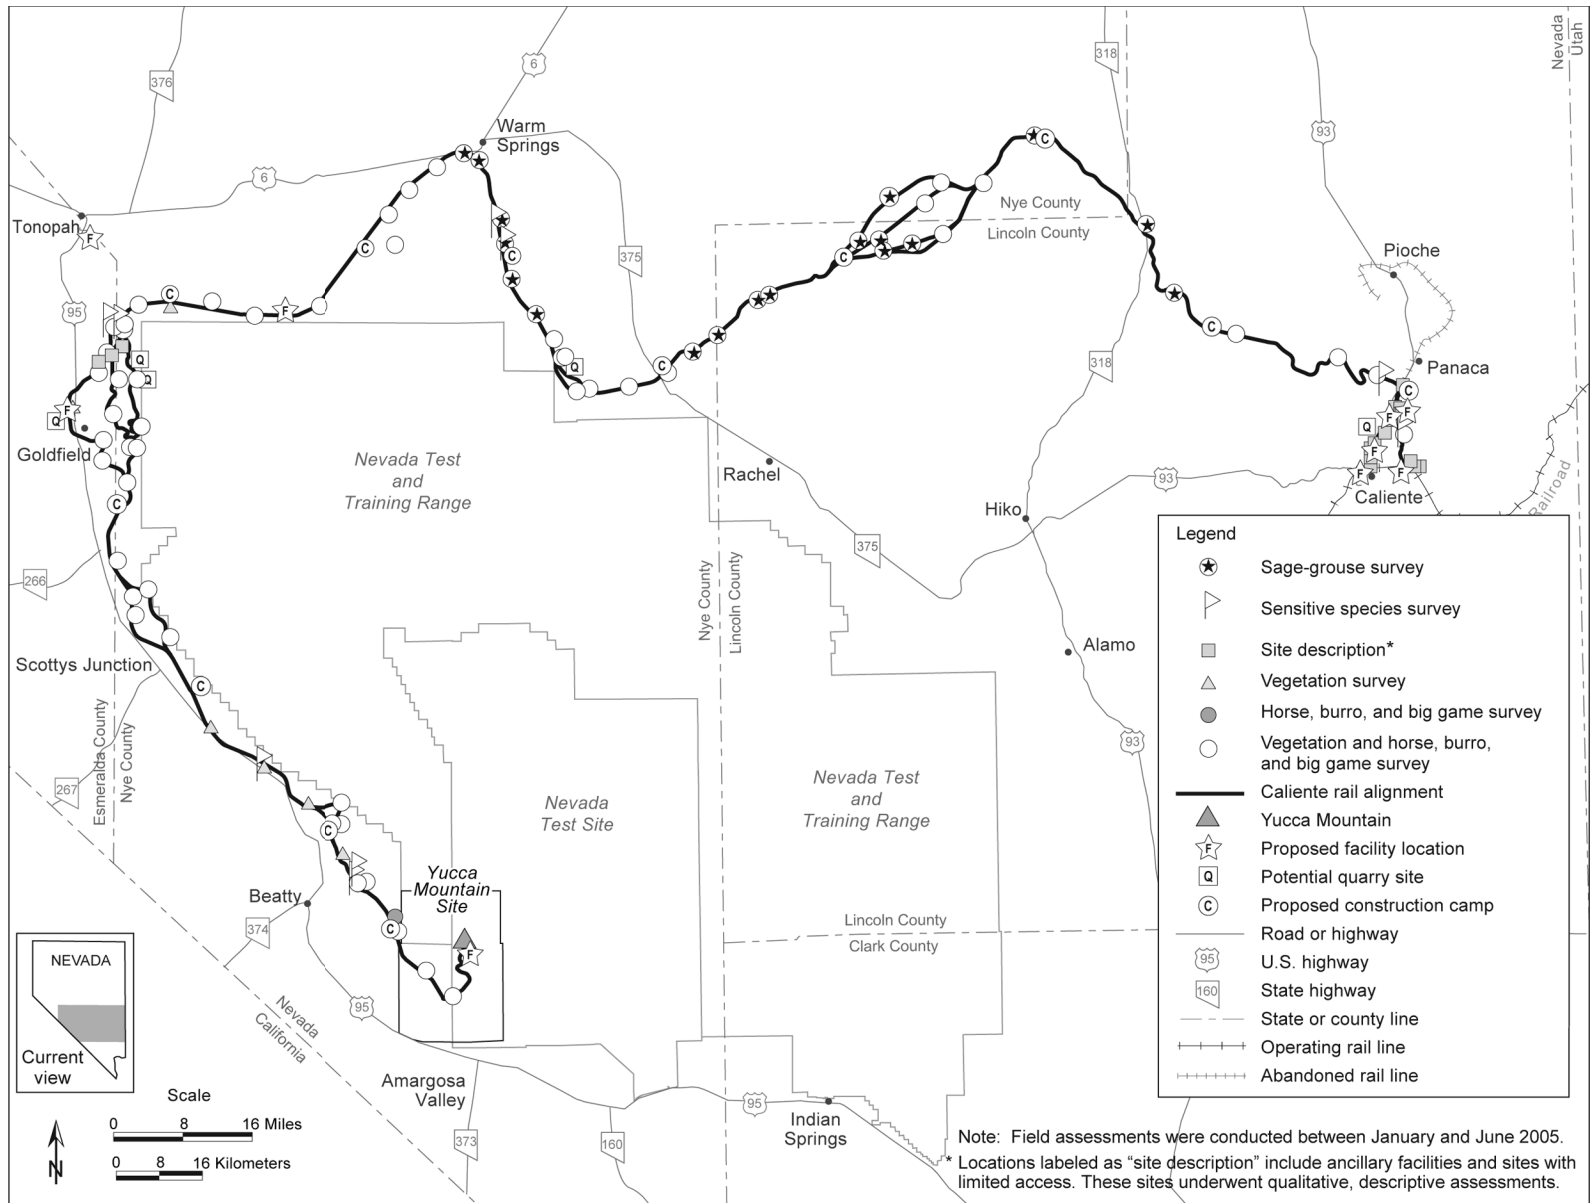 376
6
318
Nevada
Utah
93
Warm
Springs
6
Tonopah
F
95
C
F
C
C
375
Nye County
Lincoln County
C
C
C
Pioche
Panaca
318
C
Q
Q
Q
F
Q
Goldfield
C
C
Q
F
F
F
F
F
Caliente
Railroad
Nevada Test
and
Training Range
Rachel
93
Hiko
375
Nye County
Lincoln County
266
Scottys Junction
C
Alamo
93
Esmeralda County
Nye County
267
Nevada
Test Site
Nevada Test
and
Training Range
C
Yucca
Mountain
Site
Beatty
374
C
F
95
Lincoln County
Clark County
Nevada
California
Amargosa
Valley
373
160
95
Indian
Springs
NEVADA
Current
view
Scale
0 8 16 Miles
0 8 16 Kilometers
N
Legend
Sage-grouse survey
Sensitive species survey
Site description*
Vegetation survey
Horse, burro, and big game survey
Vegetation and horse, burro,
and big game survey
Caliente rail alignment
Yucca Mountain
F Proposed facility location
Q Potential quarry site
C Proposed construction camp
Road or highway
95 U.S. highway
160 State highway
State or county line
Operating rail line
Abandoned rail line
Note: Field assessments were conducted between January and June 2005.
* Locations labeled as “site description” include ancillary facilities and sites with
limited access. These sites underwent qualitative, descriptive assessments.